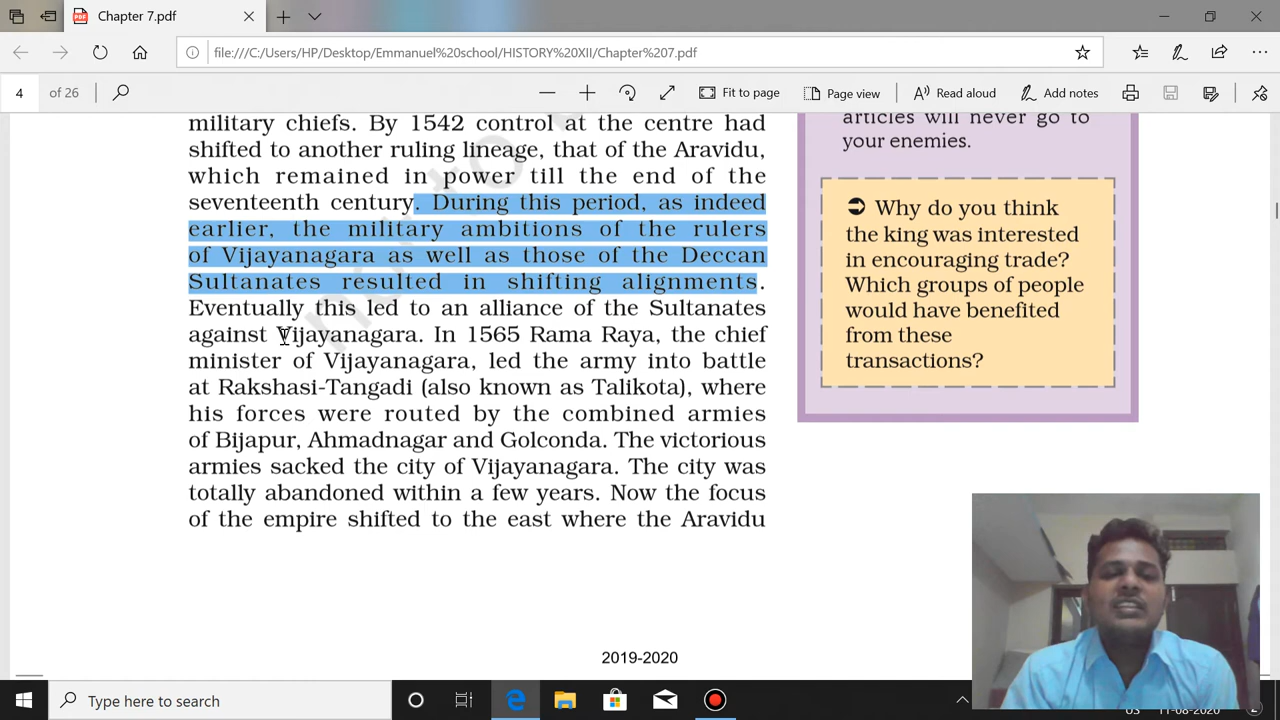 Chapter 7.pdf
file:///C:/Users/HP/Desktop/Emmanuel%20school/HISTORY%20XII/Chapter%207.pdf
4 of 26
Fit to page
Page view
Read aloud
Add notes
military chiefs. By 1542 control at the centre had
shifted to another ruling lineage, that of the Aravidu,
which remained in power till the end of the
seventeenth century. During this period, as indeed
earlier, the military ambitions of the rulers
of Vijayanagara as well as those of the Deccan
Sultanates resulted in shifting alignments.
Eventually this led to an alliance of the Sultanates
against Vijayanagara. In 1565 Rama Raya, the chief
minister of Vijayanagara, led the army into battle
at Rakshasi-Tangadi (also known as Talikota), where
his forces were routed by the combined armies
of Bijapur, Ahmadnagar and Golconda. The victorious
armies sacked the city of Vijayanagara. The city was
totally abandoned within a few years. Now the focus
of the empire shifted to the east where the Aravidu
articles will never go to
your enemies.
Why do you think
the king was interested
in encouraging trade?
Which groups of people
would have benefited
from these
transactions?
2019-2020
Type here to search
US
11-08-2020
2